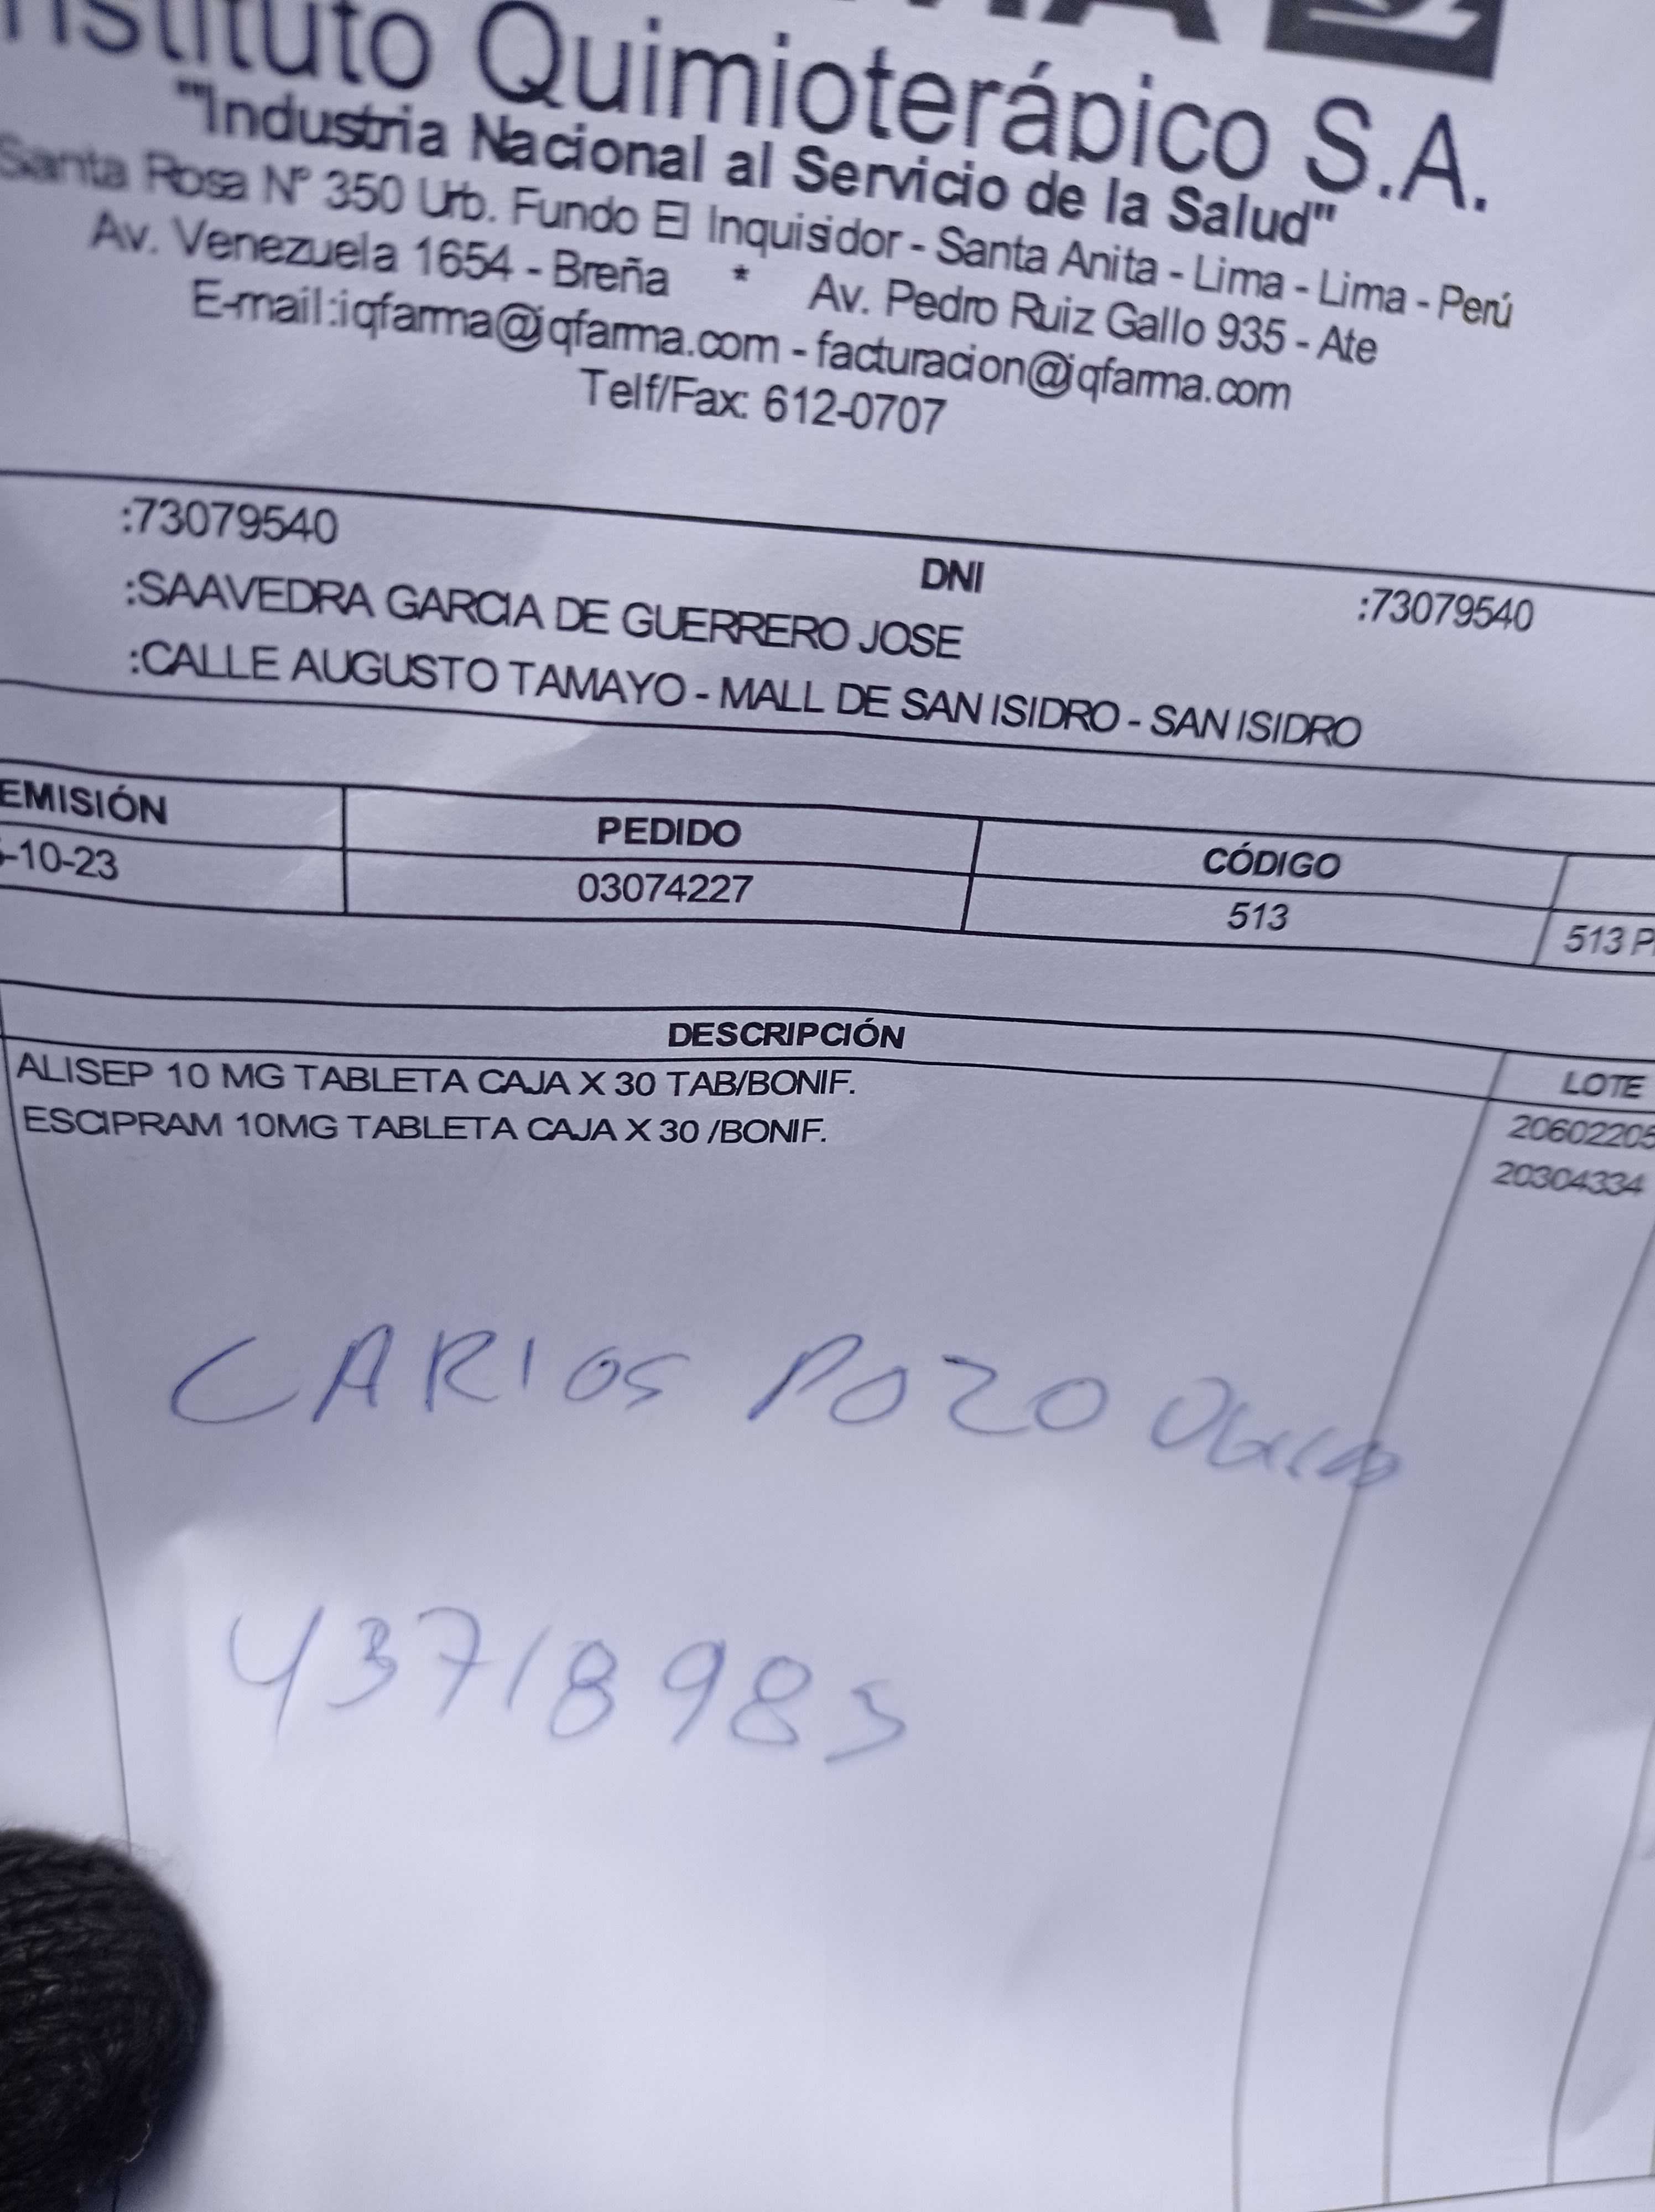 Instituto Quimioterápico S.A.
"Industria Nacional al Servicio de la Salud"
Santa Rosa Nº 350 Urb. Fundo El Inquisidor - Santa Anita - Lima - Lima - Perú
Av. Venezuela 1654 - Breña * Av. Pedro Ruiz Gallo 935 - Ate
E-mail:iqfarma@iqfarma.com - facturacion@iqfarma.com
Telf/Fax: 612-0707
:73079540 DNI :73079540
:SAAVEDRA GARCIA DE GUERRERO JOSE
:CALLE AUGUSTO TAMAYO - MALL DE SAN ISIDRO - SAN ISIDRO
EMISIÓN PEDIDO CÓDIGO
-10-23 03074227 513 513 P
DESCRIPCIÓN LOTE
ALISEP 10 MG TABLETA CAJA X 30 TAB/BONIF. 20602205
ESCIPRAM 10MG TABLETA CAJA X 30 /BONIF. 20304334
CARlOS POZO
43718985